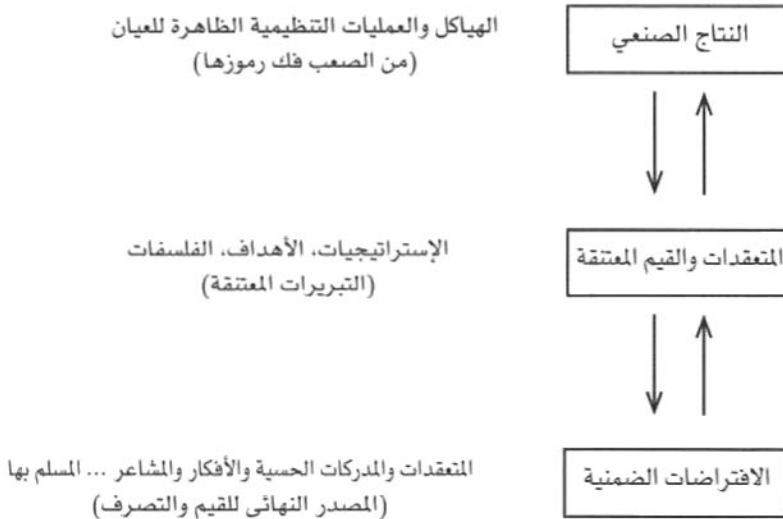 النتاج الصنعي
الهياكل والعمليات التنظيمية الظاهرة للعيان
(من الصعب فك رموزها)
المتعقدات والقيم المعتنقة
الإستراتيجيات، الأهداف، الفلسفات
(التبريرات المعتنقة)
الافتراضات الضمنية
المتعقدات والمدركات الحسية والأفكار والمشاعر ... المسلم بها
(المصدر النهائي للقيم والتصرف)